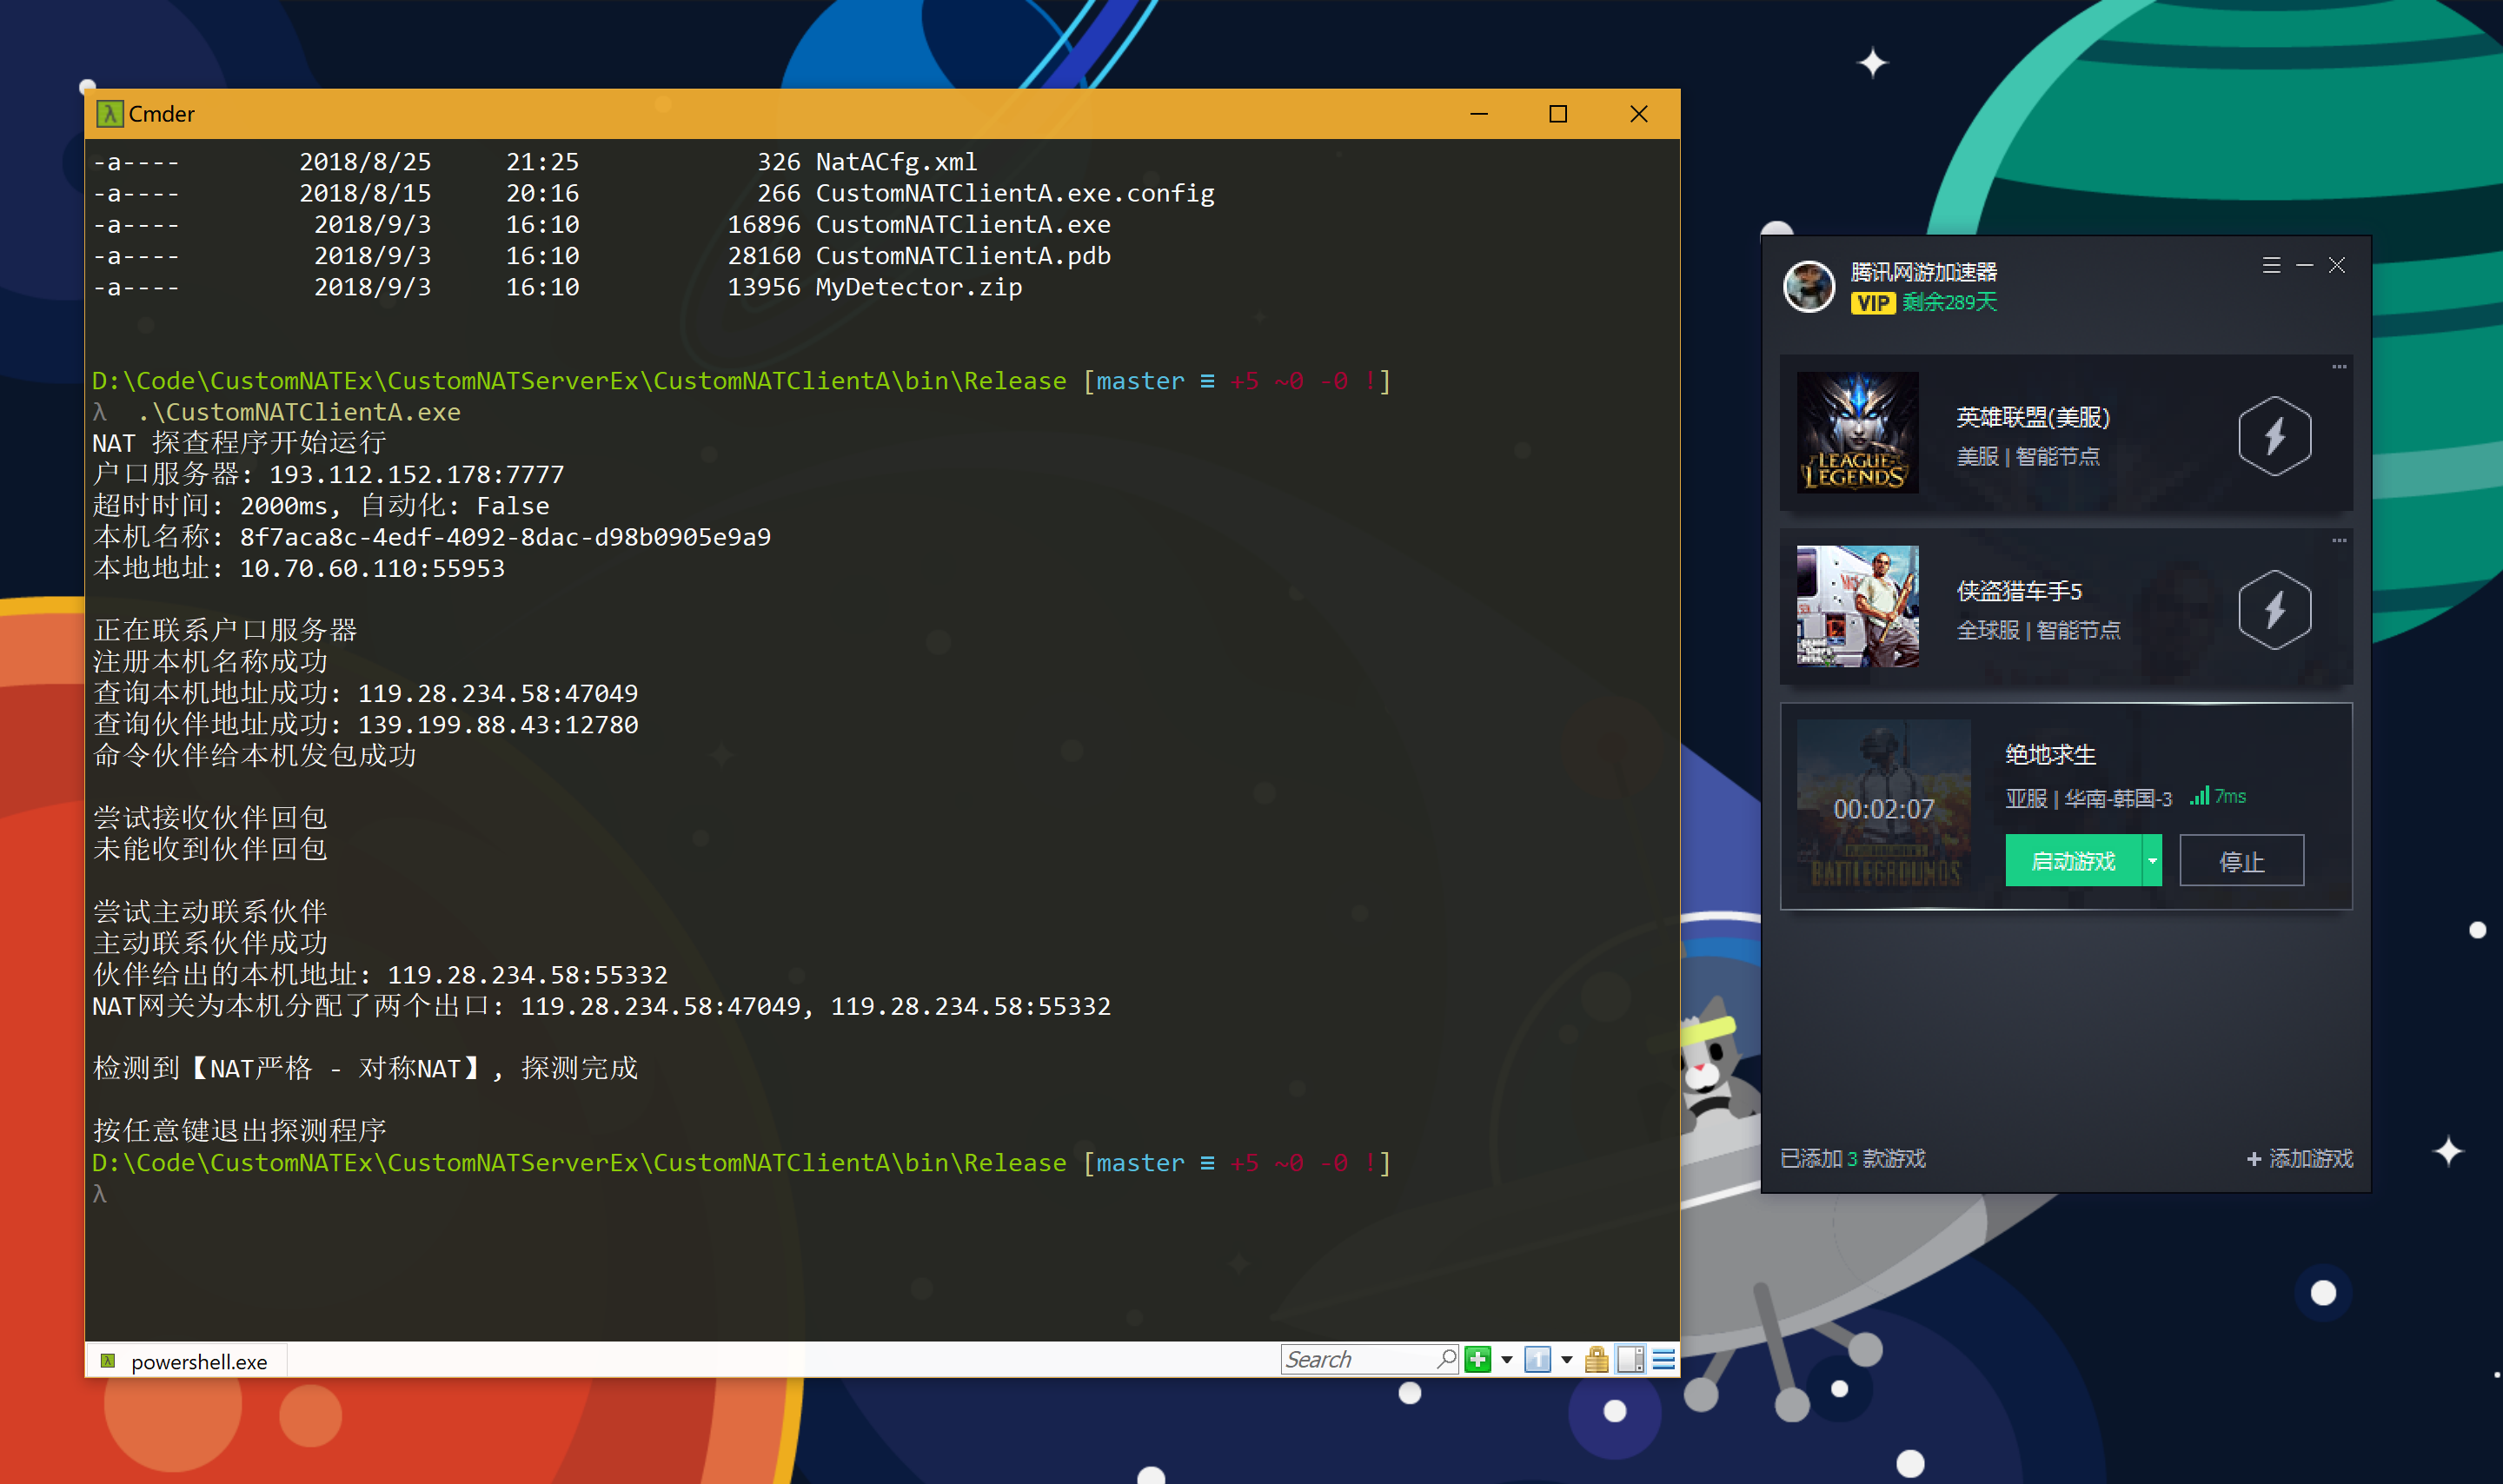 Cmder
-a---- 2018/8/25 21:25 326 NatACfg.xml
-a---- 2018/8/15 20:16 266 CustomNATClientA.exe.config
-a---- 2018/9/3 16:10 16896 CustomNATClientA.exe
-a---- 2018/9/3 16:10 28160 CustomNATClientA.pdb
-a---- 2018/9/3 16:10 13956 MyDetector.zip
D:\Code\CustomNATEx\CustomNATServerEx\CustomNATClientA\bin\Release [master ≡ +5 ~0 -0 !]
λ .\CustomNATClientA.exe
NAT 探查程序开始运行
户口服务器: 193.112.152.178:7777
超时时间: 2000ms, 自动化: False
本机名称: 8f7aca8c-4edf-4092-8dac-d98b0905e9a9
本地地址: 10.70.60.110:55953
正在联系户口服务器
注册本机名称成功
查询本机地址成功: 119.28.234.58:47049
查询伙伴地址成功: 139.199.88.43:12780
命令伙伴给本机发包成功
尝试接收伙伴回包
未能收到伙伴回包
尝试主动联系伙伴
主动联系伙伴成功
伙伴给出的本机地址: 119.28.234.58:55332
NAT网关为本机分配了两个出口: 119.28.234.58:47049, 119.28.234.58:55332
检测到【NAT严格 - 对称NAT】, 探测完成
按任意键退出探测程序
D:\Code\CustomNATEx\CustomNATServerEx\CustomNATClientA\bin\Release [master ≡ +5 ~0 -0 !]
λ
powershell.exe
Search
1
腾讯网游加速器
VIP 剩余289天
LEAGUE OF LEGENDS
英雄联盟(美服)
美服 | 智能节点
侠盗猎车手5
全球服 | 智能节点
00:02:07
BATTLEGROUNDS
绝地求生
亚服 | 华南-韩国-3 7ms
启动游戏
停止
已添加 3 款游戏
+ 添加游戏